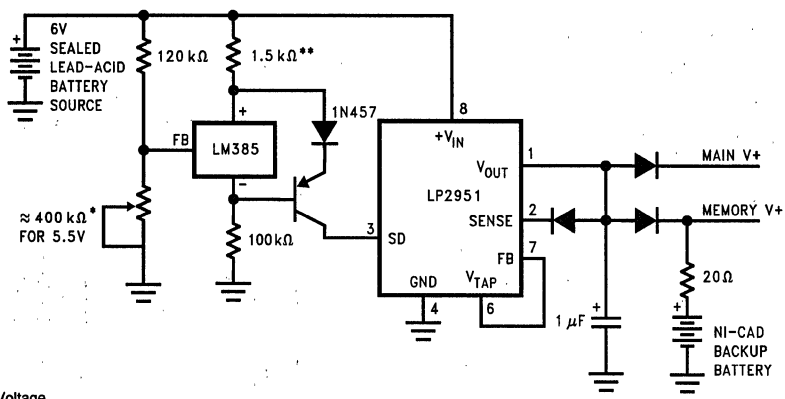 6V
SEALED
LEAD-ACID
BATTERY
SOURCE
120 kΩ
1.5 kΩ**
1N457
FB
+
LM385
−
≈ 400 kΩ*
FOR 5.5V
100kΩ
3
SD
8
+VIN
VOUT
1
LP2951
SENSE
2
7
FB
GND
VTAP
4
6
MAIN V+
MEMORY V+
20Ω
+
1 μF
+
NI-CAD
BACKUP
BATTERY
+
Voltage